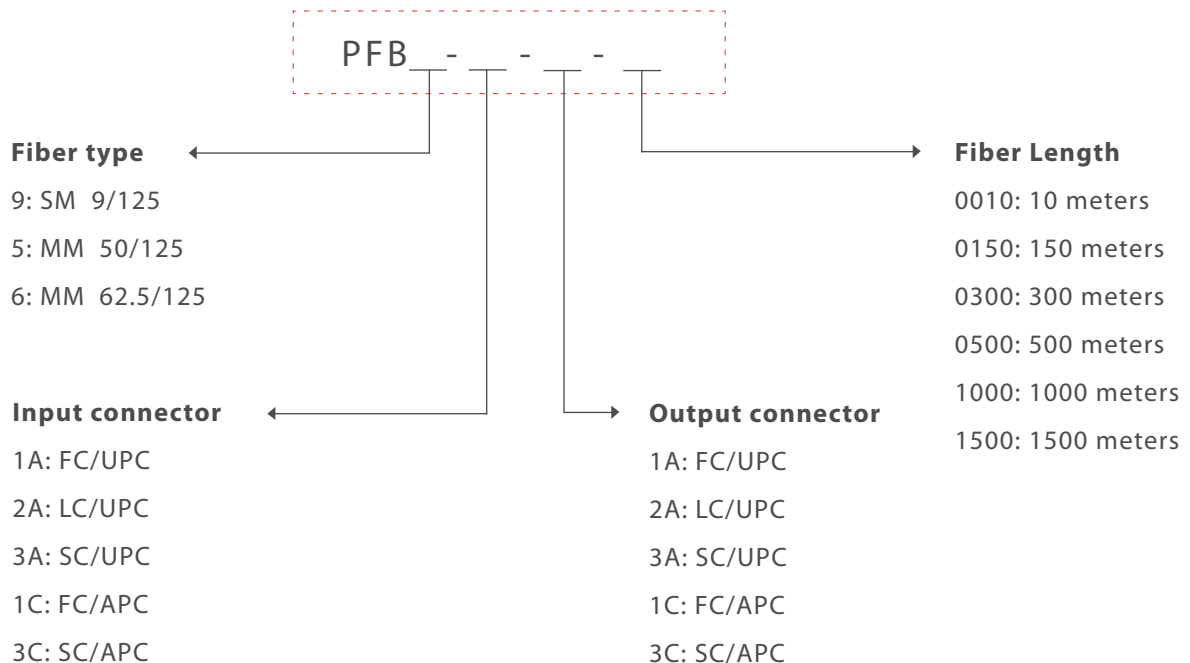 PFB__-__-__-__
Fiber type
9: SM 9/125
5: MM 50/125
6: MM 62.5/125
Fiber Length
0010: 10 meters
0150: 150 meters
0300: 300 meters
0500: 500 meters
1000: 1000 meters
1500: 1500 meters
Input connector
1A: FC/UPC
2A: LC/UPC
3A: SC/UPC
1C: FC/APC
3C: SC/APC
Output connector
1A: FC/UPC
2A: LC/UPC
3A: SC/UPC
1C: FC/APC
3C: SC/APC